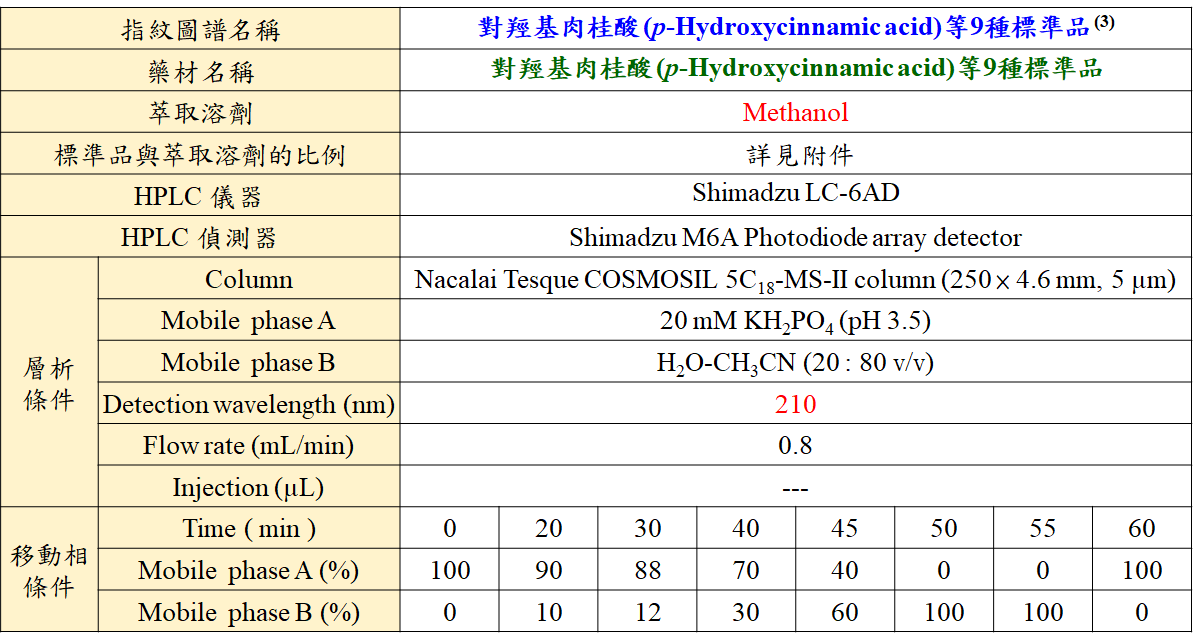 指紋圖譜名稱 對羥基肉桂酸(p-Hydroxycinnamic acid)等9種標準品(3)
藥材名稱 對羥基肉桂酸(p-Hydroxycinnamic acid)等9種標準品
萃取溶劑 Methanol
標準品與萃取溶劑的比例 詳見附件
HPLC 儀器 Shimadzu LC-6AD
HPLC 偵測器 Shimadzu M6A Photodiode array detector
層析條件
Column Nacalai Tesque COSMOSIL 5C18-MS-II column (250 × 4.6 mm, 5 μm)
Mobile phase A 20 mM KH2PO4 (pH 3.5)
Mobile phase B H2O-CH3CN (20 : 80 v/v)
Detection wavelength (nm) 210
Flow rate (mL/min) 0.8
Injection (μL) ---
移動相條件
Time ( min ) 0 20 30 40 45 50 55 60
Mobile phase A (%) 100 90 88 70 40 0 0 100
Mobile phase B (%) 0 10 12 30 60 100 100 0